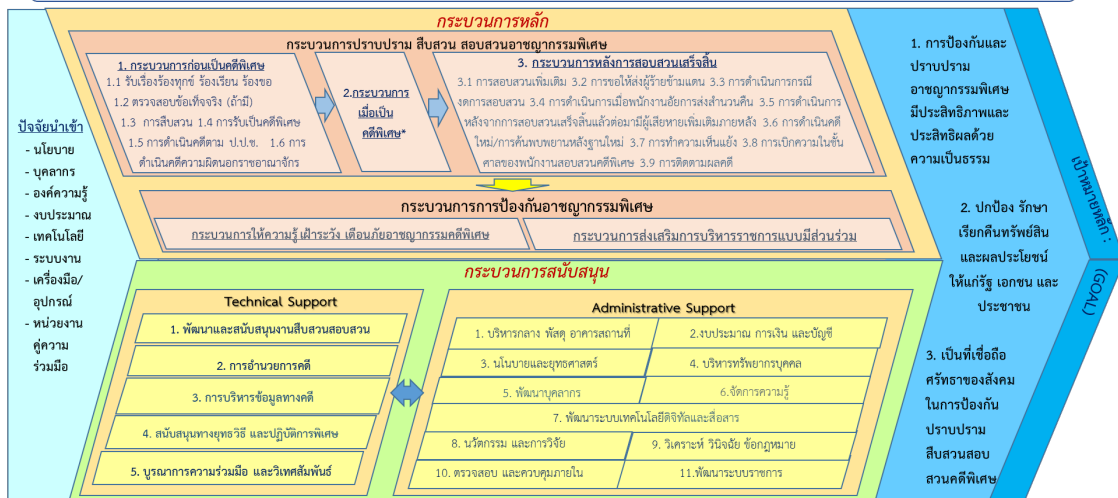 กระบวนการหลัก
กระบวนการปราบปราม สืบสวน สอบสวนอาชญากรรมพิเศษ
1. กระบวนการก่อนเป็นคดีพิเศษ
1.1 รับเรื่องร้องทุกข์ ร้องเรียน ร้องขอ
1.2 ตรวจสอบข้อเท็จจริง (ถ้ามี)
1.3 การสืบสวน 1.4 การรับเป็นคดีพิเศษ
1.5 การดำเนินคดีตาม ป.ป.ช. 1.6 การ
ดำเนินคดีความผิดนอกราชอาณาจักร
2.กระบวนการ
เมื่อเป็น
คดีพิเศษ*
3. กระบวนการหลังการสอบสวนเสร็จสิ้น
3.1 การสอบสวนเพิ่มเติม 3.2 การขอให้ส่งผู้ร้ายข้ามแดน 3.3 การดำเนินการกรณี
งดการสอบสวน 3.4 การดำเนินการเมื่อพนักงานอัยการส่งสำนวนคืน 3.5 การดำเนินการ
หลังจากการสอบสวนเสร็จสิ้นแล้วต่อมามีผู้เสียหายเพิ่มเติมภายหลัง 3.6 การดำเนินคดี
ใหม่/การค้นพบพยานหลักฐานใหม่ 3.7 การทำความเห็นแย้ง 3.8 การเบิกความในชั้น
ศาลของพนักงานสอบสวนคดีพิเศษ 3.9 การติดตามผลคดี
กระบวนการการป้องกันอาชญากรรมพิเศษ
กระบวนการให้ความรู้ เฝ้าระวัง เตือนภัยอาชญากรรมคดีพิเศษ
กระบวนการส่งเสริมการบริหารราชการแบบมีส่วนร่วม
ปัจจัยนำเข้า
- นโยบาย
- บุคลากร
- องค์ความรู้
- งบประมาณ
- เทคโนโลยี
- ระบบงาน
- เครื่องมือ/
อุปกรณ์
- หน่วยงาน
คู่ความ
ร่วมมือ
กระบวนการสนับสนุน
Technical Support
1. พัฒนาและสนับสนุนงานสืบสวนสอบสวน
2. การอำนวยการคดี
3. การบริหารข้อมูลทางคดี
4. สนับสนุนทางยุทธวิธี และปฏิบัติการพิเศษ
5. บูรณาการความร่วมมือ และวิเทศสัมพันธ์
Administrative Support
1. บริหารกลาง พัสดุ อาคารสถานที่
2.งบประมาณ การเงิน และบัญชี
3. นโนบายและยุทธศาสตร์
4. บริหารทรัพยากรบุคคล
5. พัฒนาบุคลากร
6.จัดการความรู้
7. พัฒนาระบบเทคโนโลยีดิจิทัลและสื่อสาร
8. นวัตกรรม และการวิจัย
9. วิเคราะห์ วินิจฉัย ข้อกฎหมาย
10. ตรวจสอบ และควบคุมภายใน
11.พัฒนาระบบราชการ
1. การป้องกันและ
ปราบปราม
อาชญากรรมพิเศษ
มีประสิทธิภาพและ
ประสิทธิผลด้วย
ความเป็นธรรม
2. ปกป้อง รักษา
เรียกคืนทรัพย์สิน
และผลประโยชน์
ให้แก่รัฐ เอกชน และ
ประชาชน
3. เป็นที่เชื่อถือ
ศรัทธาของสังคม
ในการป้องกัน
ปราบปราม
สืบสวนสอบ
สวนคดีพิเศษ
เป้าหมายหลัก :
(GOAL)